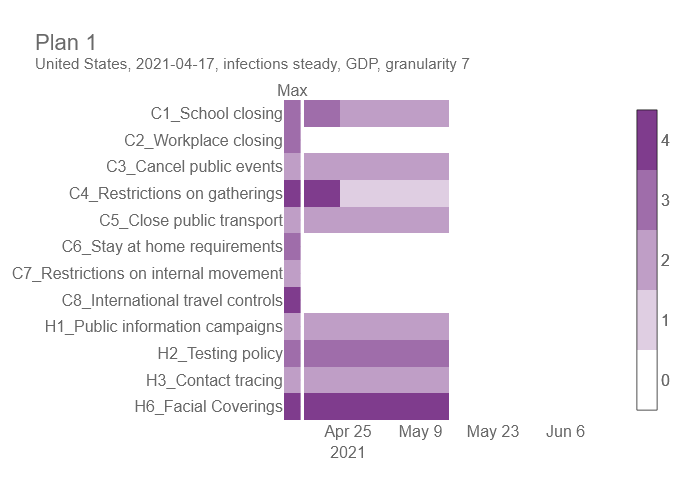 Plan 1
United States, 2021-04-17, infections steady, GDP, granularity 7
Max
C1_School closing
C2_Workplace closing
C3_Cancel public events
C4_Restrictions on gatherings
C5_Close public transport
C6_Stay at home requirements
C7_Restrictions on internal movement
C8_International travel controls
H1_Public information campaigns
H2_Testing policy
H3_Contact tracing
H6_Facial Coverings
Apr 25 May 9 May 23 Jun 6
2021
4
3
2
1
0